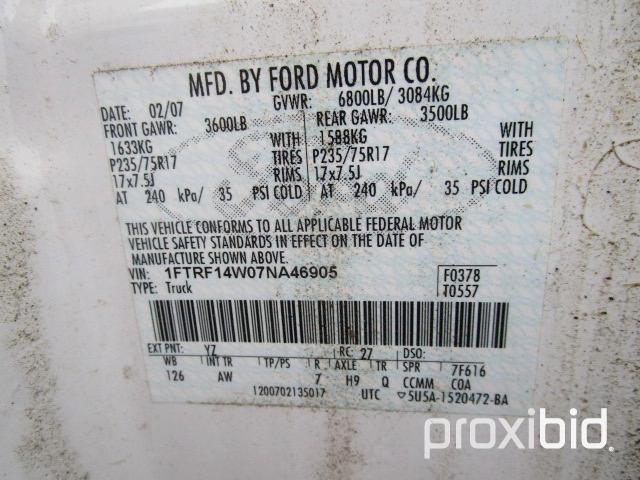 MFD. BY FORD MOTOR CO.
DATE: 02/07 GVWR: 6800LB/ 3084KG
FRONT GAWR: 3600LB REAR GAWR: 3500LB
1633KG WITH 1588KG WITH
P235/75R17 TIRES P235/75R17 TIRES
17x7.5J RIMS 17x7.5J RIMS
AT 240 kPa/ 35 PSI COLD AT 240 kPa/ 35 PSI COLD
THIS VEHICLE CONFORMS TO ALL APPLICABLE FEDERAL MOTOR
VEHICLE SAFETY STANDARDS IN EFFECT ON THE DATE OF
MANUFACTURE SHOWN ABOVE.
VIN: 1FTRF14W07NA46905 F0378
TYPE: Truck T0557
EXT PNT: YZ RC: 27 DSO:
WB INT TR TP/PS R AXLE TR SPR 7F616
126 AW 7 H9 Q CCMM COA
1200702135017 UTC 5U5A-1520472-BA
proxibid